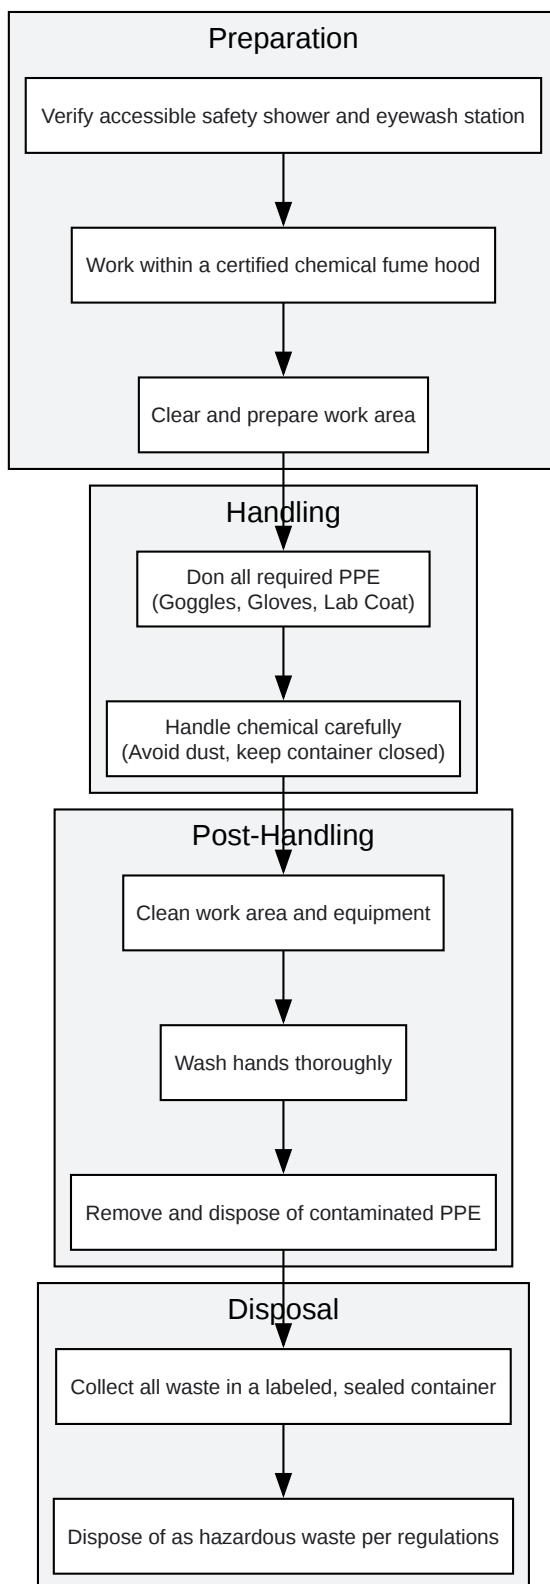 Preparation
Verify accessible safety shower and eyewash station
Work within a certified chemical fume hood
Clear and prepare work area
Handling
Don all required PPE
(Goggles, Gloves, Lab Coat)
Handle chemical carefully
(Avoid dust, keep container closed)
Post-Handling
Clean work area and equipment
Wash hands thoroughly
Remove and dispose of contaminated PPE
Disposal
Collect all waste in a labeled, sealed container
Dispose of as hazardous waste per regulations